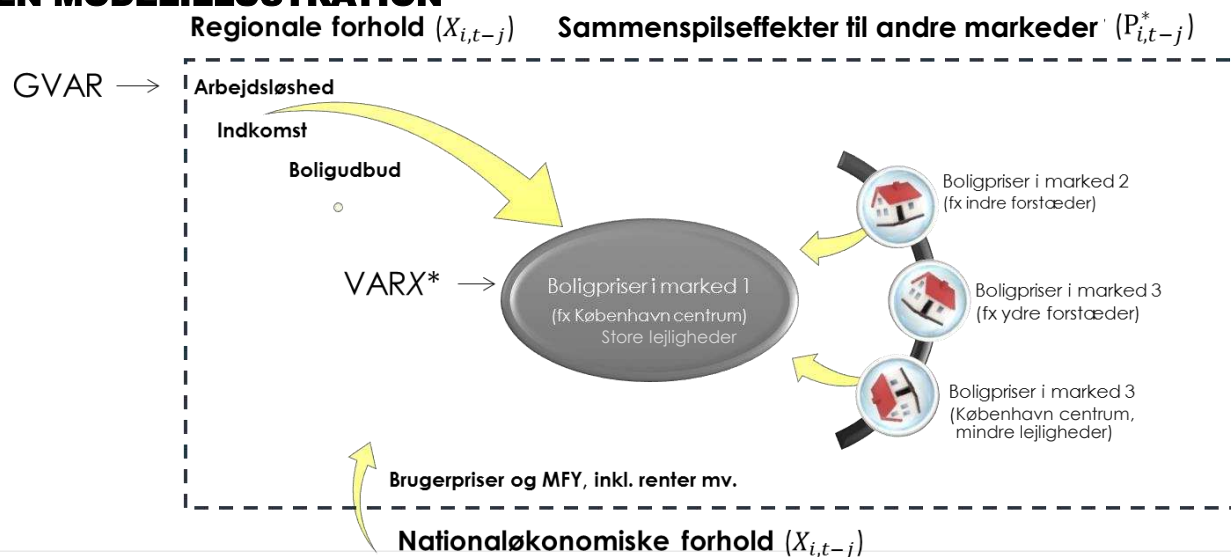 EN MODELILLUSTRATION
Regionale forhold (X_{i,t−j}) Sammenspilseffekter til andre markeder (P^*_{i,t−j})
GVAR →
Arbejdsløshed
Indkomst
Boligudbud
VARX* →
Boligpriser i marked 1
(fx København centrum)
Store lejligheder
Boligpriser i marked 2
(fx indre forstæder)
Boligpriser i marked 3
(fx ydre forstæder)
Boligpriser i marked 3
(København centrum,
mindre lejligheder)
Brugerpriser og MFY, inkl. renter mv.
Nationaløkonomiske forhold (X_{i,t−j})